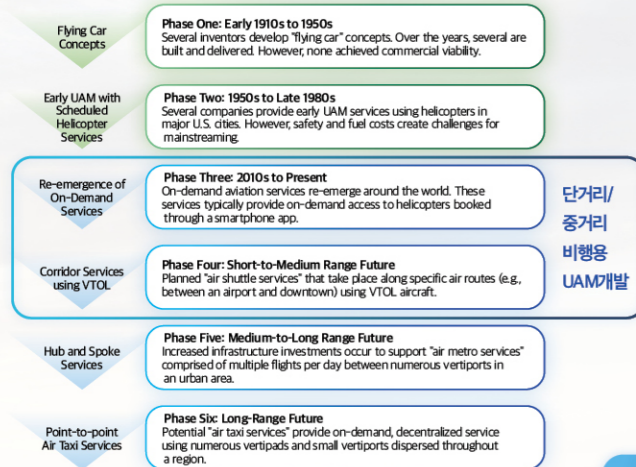 Flying Car
Concepts
Phase One: Early 1910s to 1950s
Several inventors develop "flying car" concepts. Over the years, several are
built and delivered. However, none achieved commercial viability.
Early UAM with
Scheduled
Helicopter
Services
Phase Two: 1950s to Late 1980s
Several companies provide early UAM services using helicopters in
major U.S. cities. However, safety and fuel costs create challenges for
mainstreaming.
Re-emergence of
On-Demand
Services
Phase Three: 2010s to Present
On-demand aviation services re-emerge around the world. These
services typically provide on-demand access to helicopters booked
through a smartphone app.
Corridor Services
using VTOL
Phase Four: Short-to-Medium Range Future
Planned "air shuttle services" that take place along specific air routes (e.g.,
between an airport and downtown) using VTOL aircraft.
단거리/
중거리
비행용
UAM개발
Hub and Spoke
Services
Phase Five: Medium-to-Long Range Future
Increased infrastructure investments occur to support "air metro services"
comprised of multiple flights per day between numerous vertiports in
an urban area.
Point-to-point
Air Taxi Services
Phase Six: Long-Range Future
Potential "air taxi services" provide on-demand, decentralized service
using numerous vertipads and small vertiports dispersed throughout
a region.